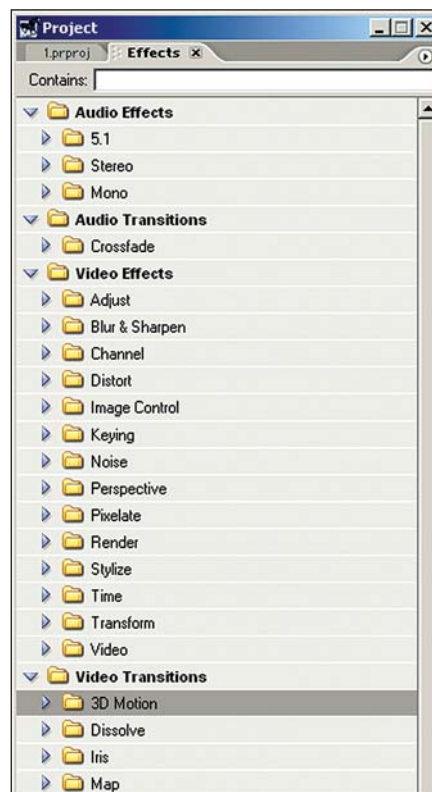 Project
1.prproj Effects
Contains:
Audio Effects
5.1
Stereo
Mono
Audio Transitions
Crossfade
Video Effects
Adjust
Blur & Sharpen
Channel
Distort
Image Control
Keying
Noise
Perspective
Pixelate
Render
Stylize
Time
Transform
Video
Video Transitions
3D Motion
Dissolve
Iris
Map